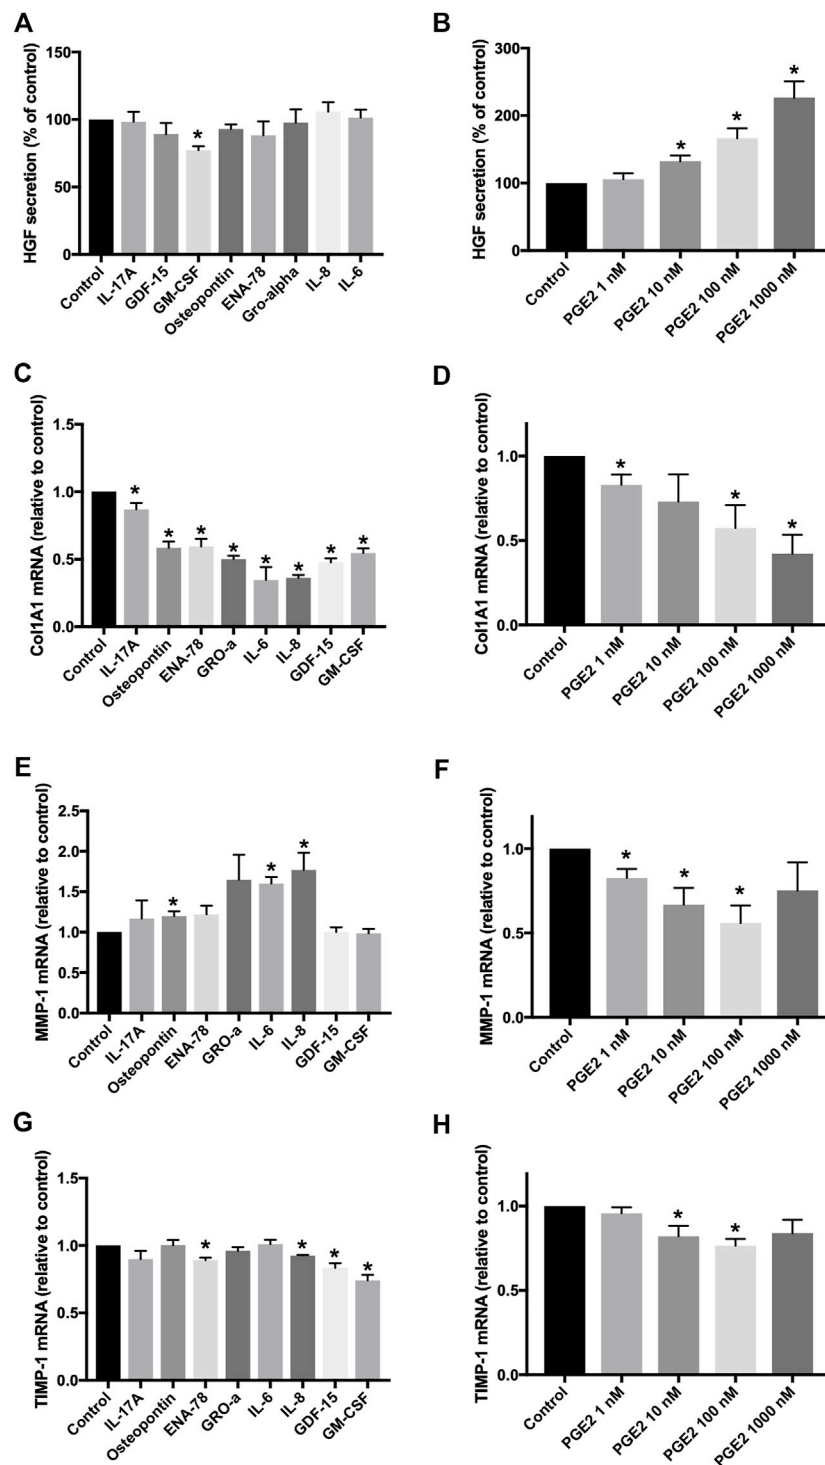 A
HGF secretion (% of control)
150
100
50
0
*
Control
IL-17A
GDF-15
GM-CSF
Osteopontin
ENA-78
Gro-alpha
IL-8
IL-6
B
HGF secretion (% of control)
300
200
100
0
* * *
Control
PGE2 1 nM
PGE2 10 nM
PGE2 100 nM
PGE2 1000 nM
C
Col1A1 mRNA (relative to control)
1.5
1.0
0.5
0.0
* * * * * * * *
Control
IL-17A
Osteopontin
ENA-78
GRO-a
IL-6
IL-8
GDF-15
GM-CSF
D
Col1A1 mRNA (relative to control)
1.0
0.5
0.0
* * *
Control
PGE2 1 nM
PGE2 10 nM
PGE2 100 nM
PGE2 1000 nM
E
MMP-1 mRNA (relative to control)
2.5
2.0
1.5
1.0
0.5
0.0
* * *
Control
IL-17A
Osteopontin
ENA-78
GRO-a
IL-6
IL-8
GDF-15
GM-CSF
F
MMP-1 mRNA (relative to control)
1.0
0.5
0.0
* * *
Control
PGE2 1 nM
PGE2 10 nM
PGE2 100 nM
PGE2 1000 nM
G
TIMP-1 mRNA (relative to control)
1.5
1.0
0.5
0.0
* * * *
Control
IL-17A
Osteopontin
ENA-78
GRO-a
IL-6
IL-8
GDF-15
GM-CSF
H
TIMP-1 mRNA (relative to control)
1.0
0.5
0.0
* *
Control
PGE2 1 nM
PGE2 10 nM
PGE2 100 nM
PGE2 1000 nM